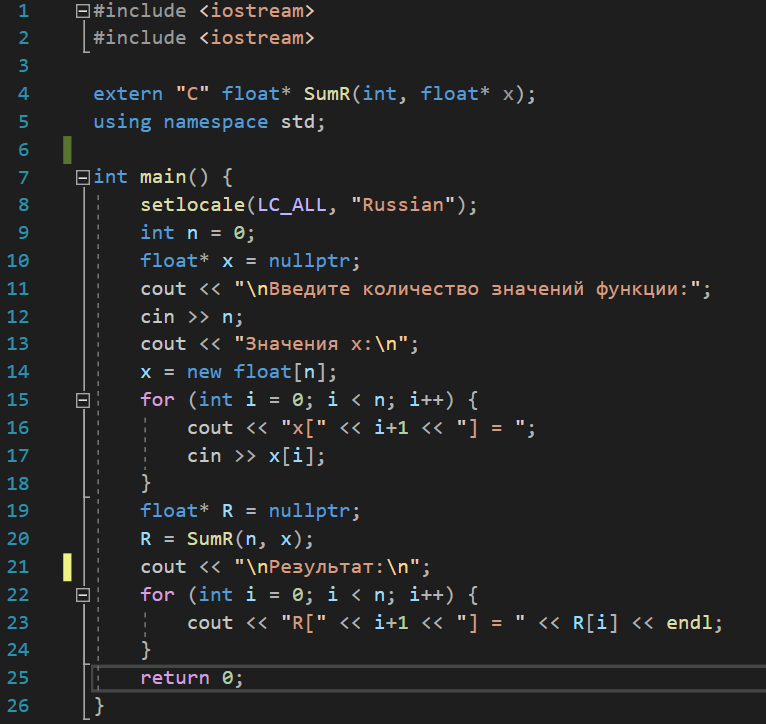 1 #include <iostream>
2 #include <iostream>
3
4 extern "C" float* SumR(int, float* x);
5 using namespace std;
6
7 int main() {
8 setlocale(LC_ALL, "Russian");
9 int n = 0;
10 float* x = nullptr;
11 cout << "\nВведите количество значений функции:";
12 cin >> n;
13 cout << "Значения x:\n";
14 x = new float[n];
15 for (int i = 0; i < n; i++) {
16 cout << "x[" << i+1 << "] = ";
17 cin >> x[i];
18 }
19 float* R = nullptr;
20 R = SumR(n, x);
21 cout << "\nРезультат:\n";
22 for (int i = 0; i < n; i++) {
23 cout << "R[" << i+1 << "] = " << R[i] << endl;
24 }
25 return 0;
26 }